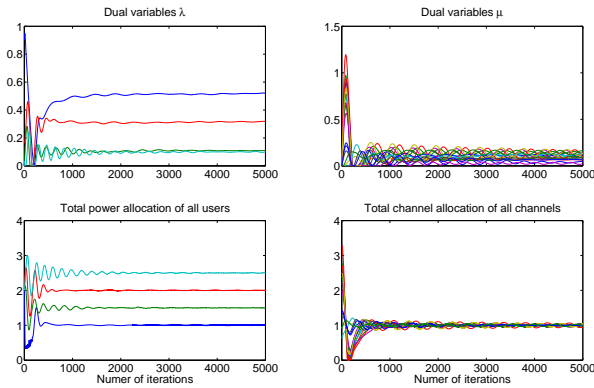 Dual variables λ
1
0.8
0.6
0.4
0.2
0
0 1000 2000 3000 4000 5000
Dual variables μ
1.5
1
0.5
0
0 1000 2000 3000 4000 5000
Total power allocation of all users
4
3
2
1
0
0 1000 2000 3000 4000 5000
Numer of iterations
Total channel allocation of all channels
4
3
2
1
0
0 1000 2000 3000 4000 5000
Numer of iterations